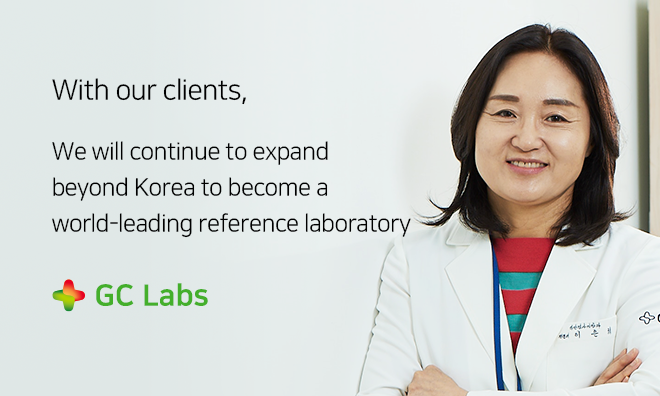 With our clients,
We will continue to expand
beyond Korea to become a
world-leading reference laboratory
GC Labs